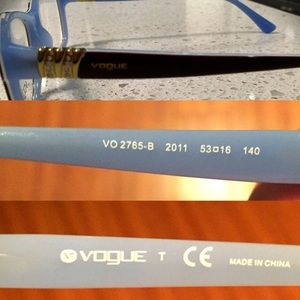 VOGUE
VO 2765-B 2011 53□16 140
VOGUE T CE MADE IN CHINA